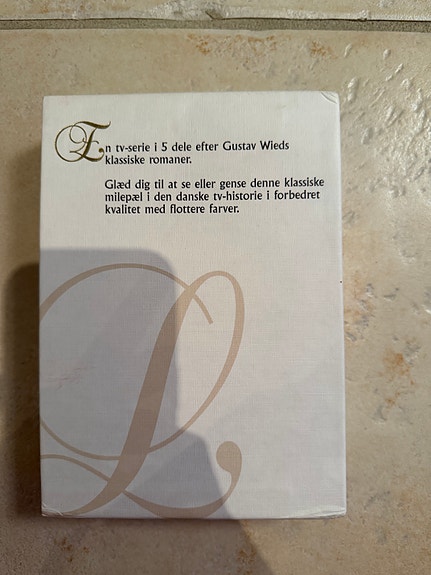 En tv-serie i 5 dele efter Gustav Wieds
klassiske romaner.
Glæd dig til at se eller gense denne klassiske
milepæl i den danske tv-historie i forbedret
kvalitet med flottere farver.
L